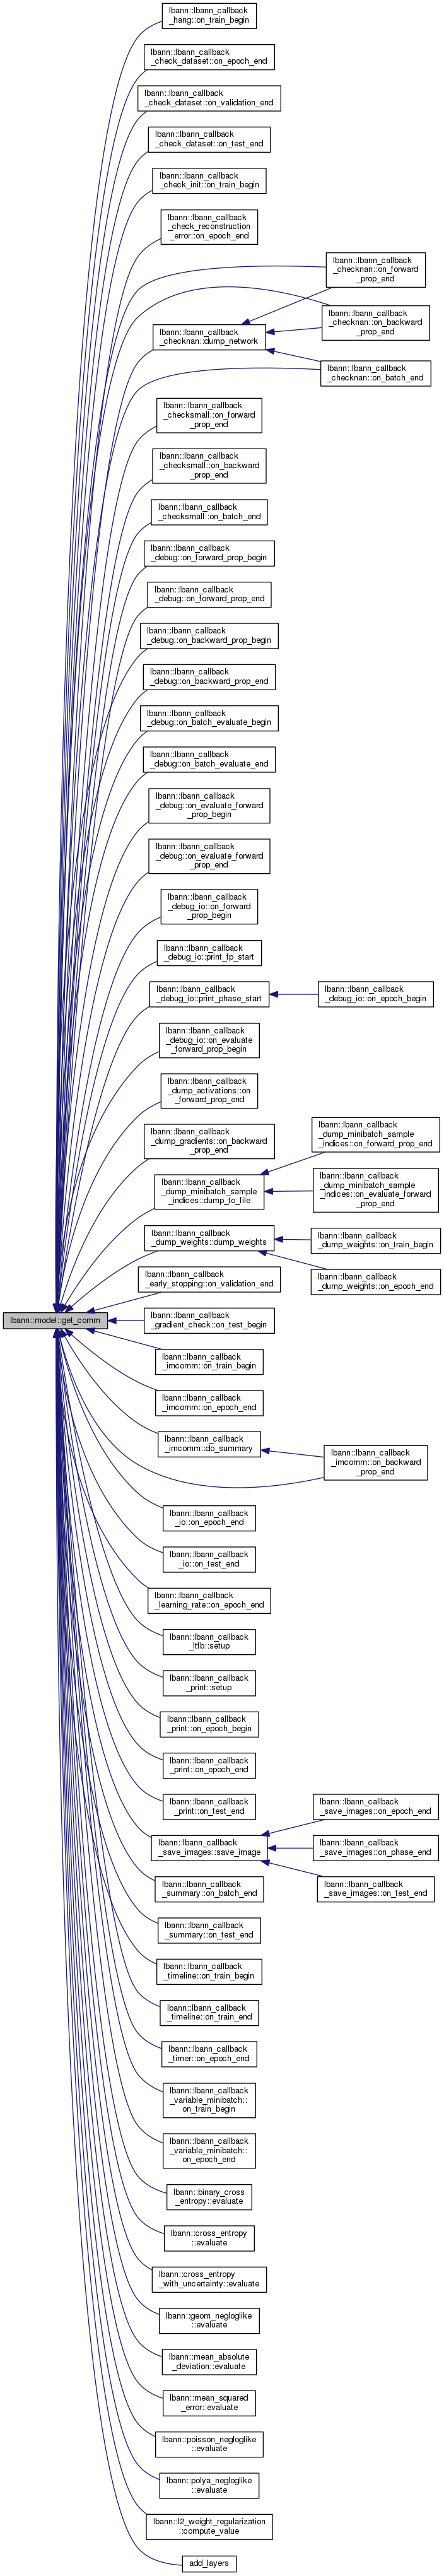 lbann::lbann_callback
_hang::on_train_begin
lbann::lbann_callback
_check_dataset::on_epoch_end
lbann::lbann_callback
_check_dataset::on_validation_end
lbann::lbann_callback
_check_dataset::on_test_end
lbann::lbann_callback
_check_init::on_train_begin
lbann::lbann_callback
_check_reconstruction
_error::on_epoch_end
lbann::lbann_callback
_checknan::on_forward
_prop_end
lbann::lbann_callback
_checknan::on_backward
_prop_end
lbann::lbann_callback
_checknan::dump_network
lbann::lbann_callback
_checknan::on_batch_end
lbann::lbann_callback
_checksmall::on_forward
_prop_end
lbann::lbann_callback
_checksmall::on_backward
_prop_end
lbann::lbann_callback
_checksmall::on_batch_end
lbann::lbann_callback
_debug::on_forward_prop_begin
lbann::lbann_callback
_debug::on_forward_prop_end
lbann::lbann_callback
_debug::on_backward_prop_begin
lbann::lbann_callback
_debug::on_backward_prop_end
lbann::lbann_callback
_debug::on_batch_evaluate_begin
lbann::lbann_callback
_debug::on_batch_evaluate_end
lbann::lbann_callback
_debug::on_evaluate_forward
_prop_begin
lbann::lbann_callback
_debug::on_evaluate_forward
_prop_end
lbann::lbann_callback
_debug_io::on_forward
_prop_begin
lbann::lbann_callback
_debug_io::print_fp_start
lbann::lbann_callback
_debug_io::print_phase_start
lbann::lbann_callback
_debug_io::on_epoch_begin
lbann::lbann_callback
_debug_io::on_evaluate
_forward_prop_begin
lbann::lbann_callback
_dump_activations::on
_forward_prop_end
lbann::lbann_callback
_dump_gradients::on_backward
_prop_end
lbann::lbann_callback
_dump_minibatch_sample
_indices::on_forward_prop_end
lbann::lbann_callback
_dump_minibatch_sample
_indices::dump_to_file
lbann::lbann_callback
_dump_minibatch_sample
_indices::on_evaluate_forward
_prop_end
lbann::lbann_callback
_dump_weights::dump_weights
lbann::lbann_callback
_dump_weights::on_train_begin
lbann::lbann_callback
_dump_weights::on_epoch_end
lbann::lbann_callback
_early_stopping::on_validation_end
lbann::model::get_comm
lbann::lbann_callback
_gradient_check::on_test_begin
lbann::lbann_callback
_imcomm::on_train_begin
lbann::lbann_callback
_imcomm::on_epoch_end
lbann::lbann_callback
_imcomm::do_summary
lbann::lbann_callback
_imcomm::on_backward
_prop_end
lbann::lbann_callback
_io::on_epoch_end
lbann::lbann_callback
_io::on_test_end
lbann::lbann_callback
_learning_rate::on_epoch_end
lbann::lbann_callback
_ltfb::setup
lbann::lbann_callback
_print::setup
lbann::lbann_callback
_print::on_epoch_begin
lbann::lbann_callback
_print::on_epoch_end
lbann::lbann_callback
_print::on_test_end
lbann::lbann_callback
_save_images::on_epoch_end
lbann::lbann_callback
_save_images::save_image
lbann::lbann_callback
_save_images::on_phase_end
lbann::lbann_callback
_save_images::on_test_end
lbann::lbann_callback
_summary::on_batch_end
lbann::lbann_callback
_summary::on_test_end
lbann::lbann_callback
_timeline::on_train_begin
lbann::lbann_callback
_timeline::on_train_end
lbann::lbann_callback
_timer::on_epoch_end
lbann::lbann_callback
_variable_minibatch::
on_train_begin
lbann::lbann_callback
_variable_minibatch::
on_epoch_end
lbann::binary_cross
_entropy::evaluate
lbann::cross_entropy
::evaluate
lbann::cross_entropy
_with_uncertainty::evaluate
lbann::geom_negloglike
::evaluate
lbann::mean_absolute
_deviation::evaluate
lbann::mean_squared
_error::evaluate
lbann::poisson_negloglike
::evaluate
lbann::polya_negloglike
::evaluate
lbann::l2_weight_regularization
::compute_value
add_layers